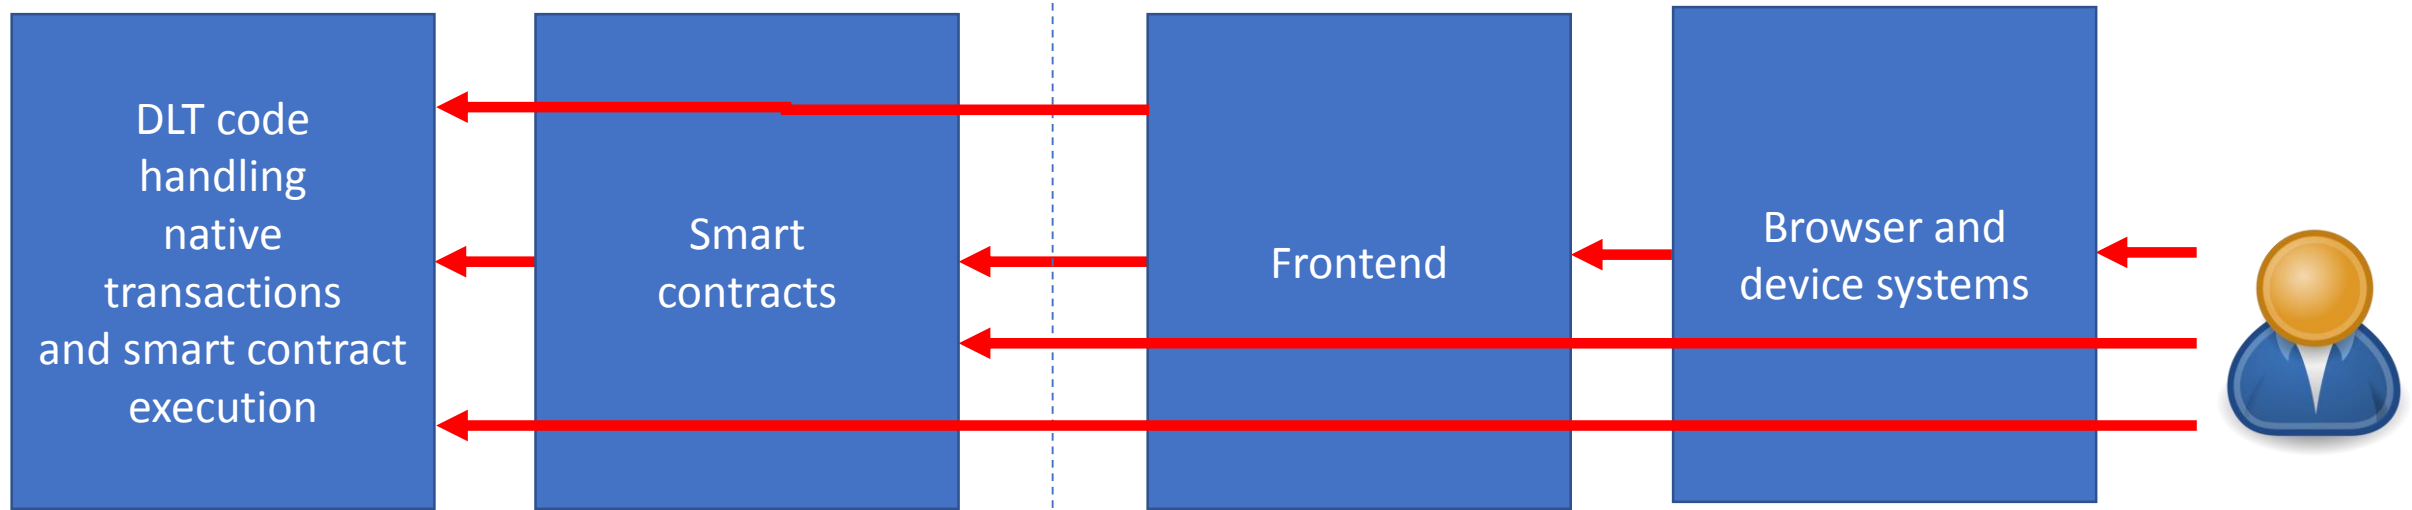 DLT code
handling
native
transactions
and smart contract
execution
Smart
contracts
Frontend
Browser and
device systems